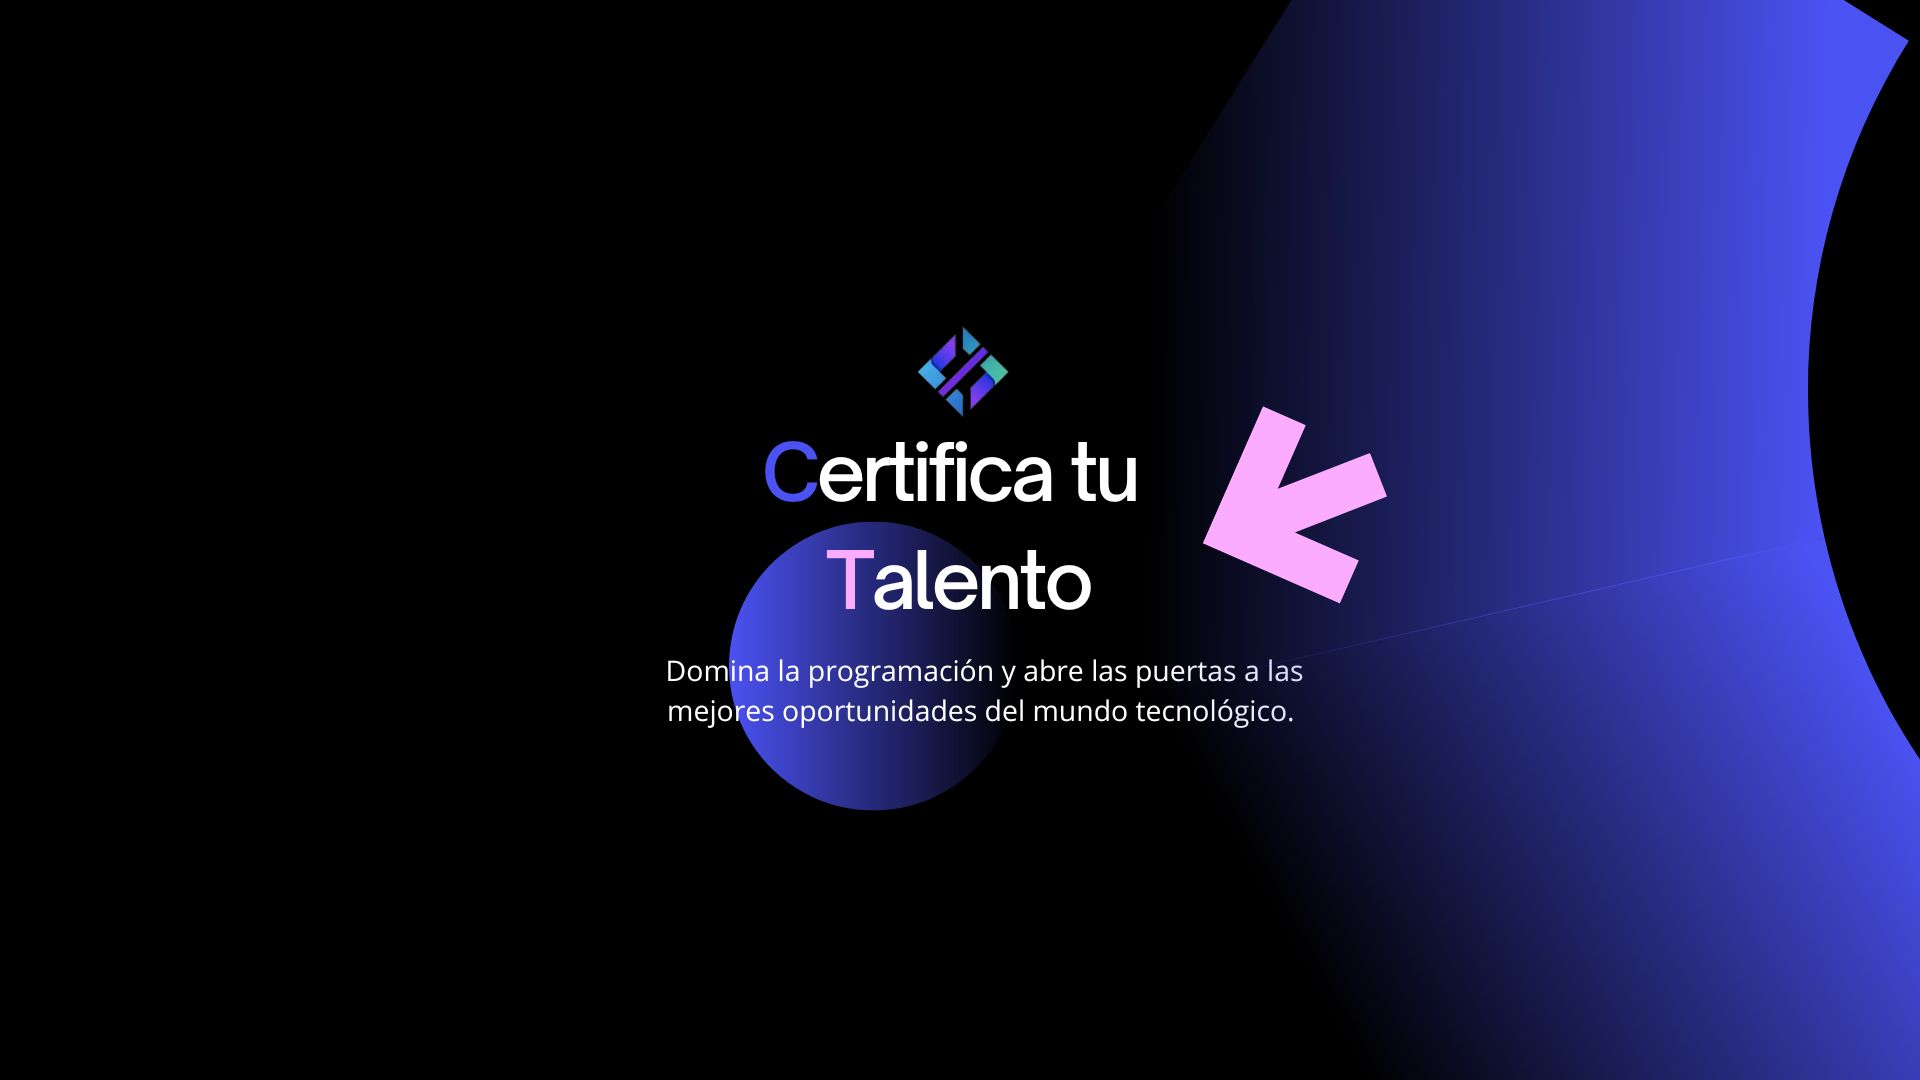 Certifica tu
Talento
Domina la programación y abre las puertas a las
mejores oportunidades del mundo tecnológico.